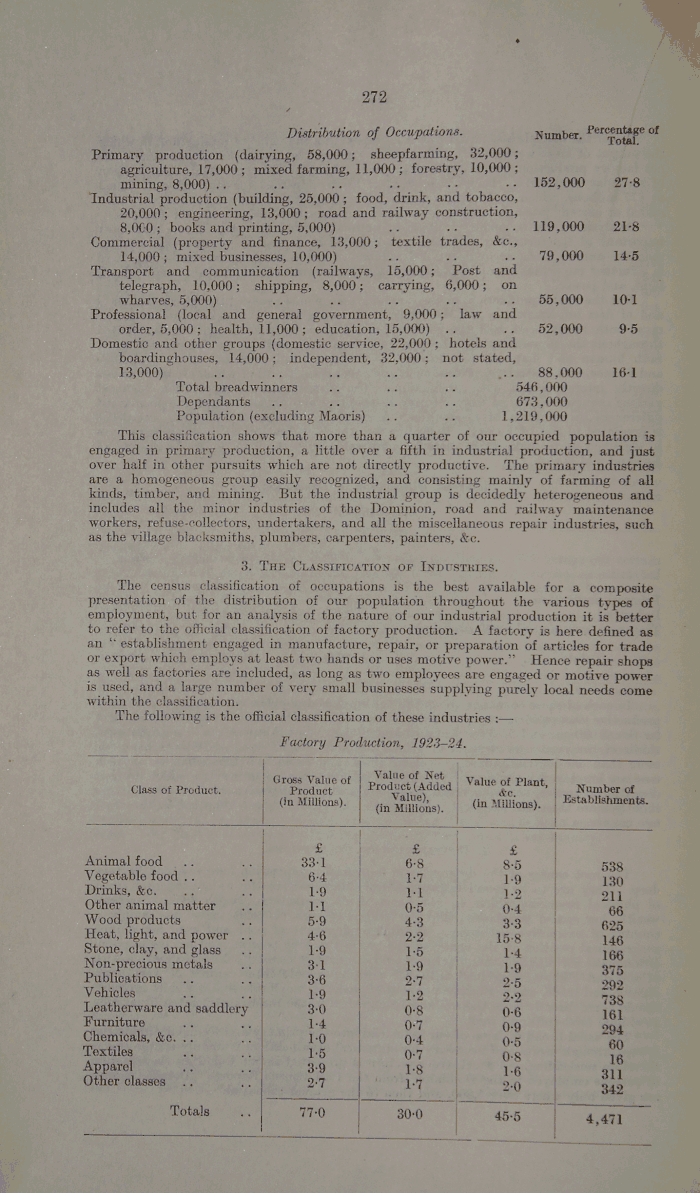 272
Distribution of Occupations. Number. Percentage of Total.
Primary production (dairying, 58,000; sheepfarming, 32,000;
agriculture, 17,000; mixed farming, 11,000; forestry, 10,000;
mining, 8,000) .. .. .. .. .. .. 152,000 27·8
Industrial production (building, 25,000; food, drink, and tobacco,
20,000; engineering, 13,000; road and railway construction,
8,000; books and printing, 5,000) .. .. .. 119,000 21·8
Commercial (property and finance, 13,000; textile trades, &c.,
14,000; mixed businesses, 10,000) .. .. .. 79,000 14·5
Transport and communication (railways, 15,000; Post and
telegraph, 10,000; shipping, 8,000; carrying, 6,000; on
wharves, 5,000) .. .. .. .. .. 55,000 10·1
Professional (local and general government, 9,000; law and
order, 5,000; health, 11,000; education, 15,000) .. .. 52,000 9·5
Domestic and other groups (domestic service, 22,000; hotels and
boardinghouses, 14,000; independent, 32,000; not stated,
13,000) .. .. .. .. .. .. 88,000 16·1
Total breadwinners .. .. .. 546,000
Dependants .. .. .. .. 673,000
Population (excluding Maoris) .. .. 1,219,000
This classification shows that more than a quarter of our occupied population is
engaged in primary production, a little over a fifth in industrial production, and just
over half in other pursuits which are not directly productive. The primary industries
are a homogeneous group easily recognized, and consisting mainly of farming of all
kinds, timber, and mining. But the industrial group is decidedly heterogeneous and
includes all the minor industries of the Dominion, road and railway maintenance
workers, refuse-collectors, undertakers, and all the miscellaneous repair industries, such
as the village blacksmiths, plumbers, carpenters, painters, &c.
3. The Classification of Industries.
The census classification of occupations is the best available for a composite
presentation of the distribution of our population throughout the various types of
employment, but for an analysis of the nature of our industrial production it is better
to refer to the official classification of factory production. A factory is here defined as
an "establishment engaged in manufacture, repair, or preparation of articles for trade
or export which employs at least two hands or uses motive power." Hence repair shops
as well as factories are included, as long as two employees are engaged or motive power
is used, and a large number of very small businesses supplying purely local needs come
within the classification.
The following is the official classification of these industries :—
Factory Production, 1923–24.
Class of Product. Gross Value of Product (in Millions). Value of Net Product (Added Value), (in Millions). Value of Plant, &c. (in Millions). Number of Establishments.
£ £ £
Animal food .. .. 33·1 6·8 8·5 538
Vegetable food .. .. 6·4 1·7 1·9 130
Drinks, &c. .. .. 1·9 1·1 1·2 211
Other animal matter .. 1·1 0·5 0·4 66
Wood products .. 5·9 4·3 3·3 625
Heat, light, and power .. 4·6 2·2 15·8 146
Stone, clay, and glass .. 1·9 1·5 1·4 166
Non-precious metals .. 3·1 1·9 1·9 375
Publications .. .. 3·6 2·7 2·5 292
Vehicles .. .. 1·9 1·2 2·2 738
Leatherware and saddlery 3·0 0·8 0·6 161
Furniture .. .. 1·4 0·7 0·9 294
Chemicals, &c. .. .. 1·0 0·4 0·5 60
Textiles .. .. 1·5 0·7 0·8 16
Apparel .. .. 3·9 1·8 1·6 311
Other classes .. .. 2·7 1·7 2·0 342
Totals .. 77·0 30·0 45·5 4,471